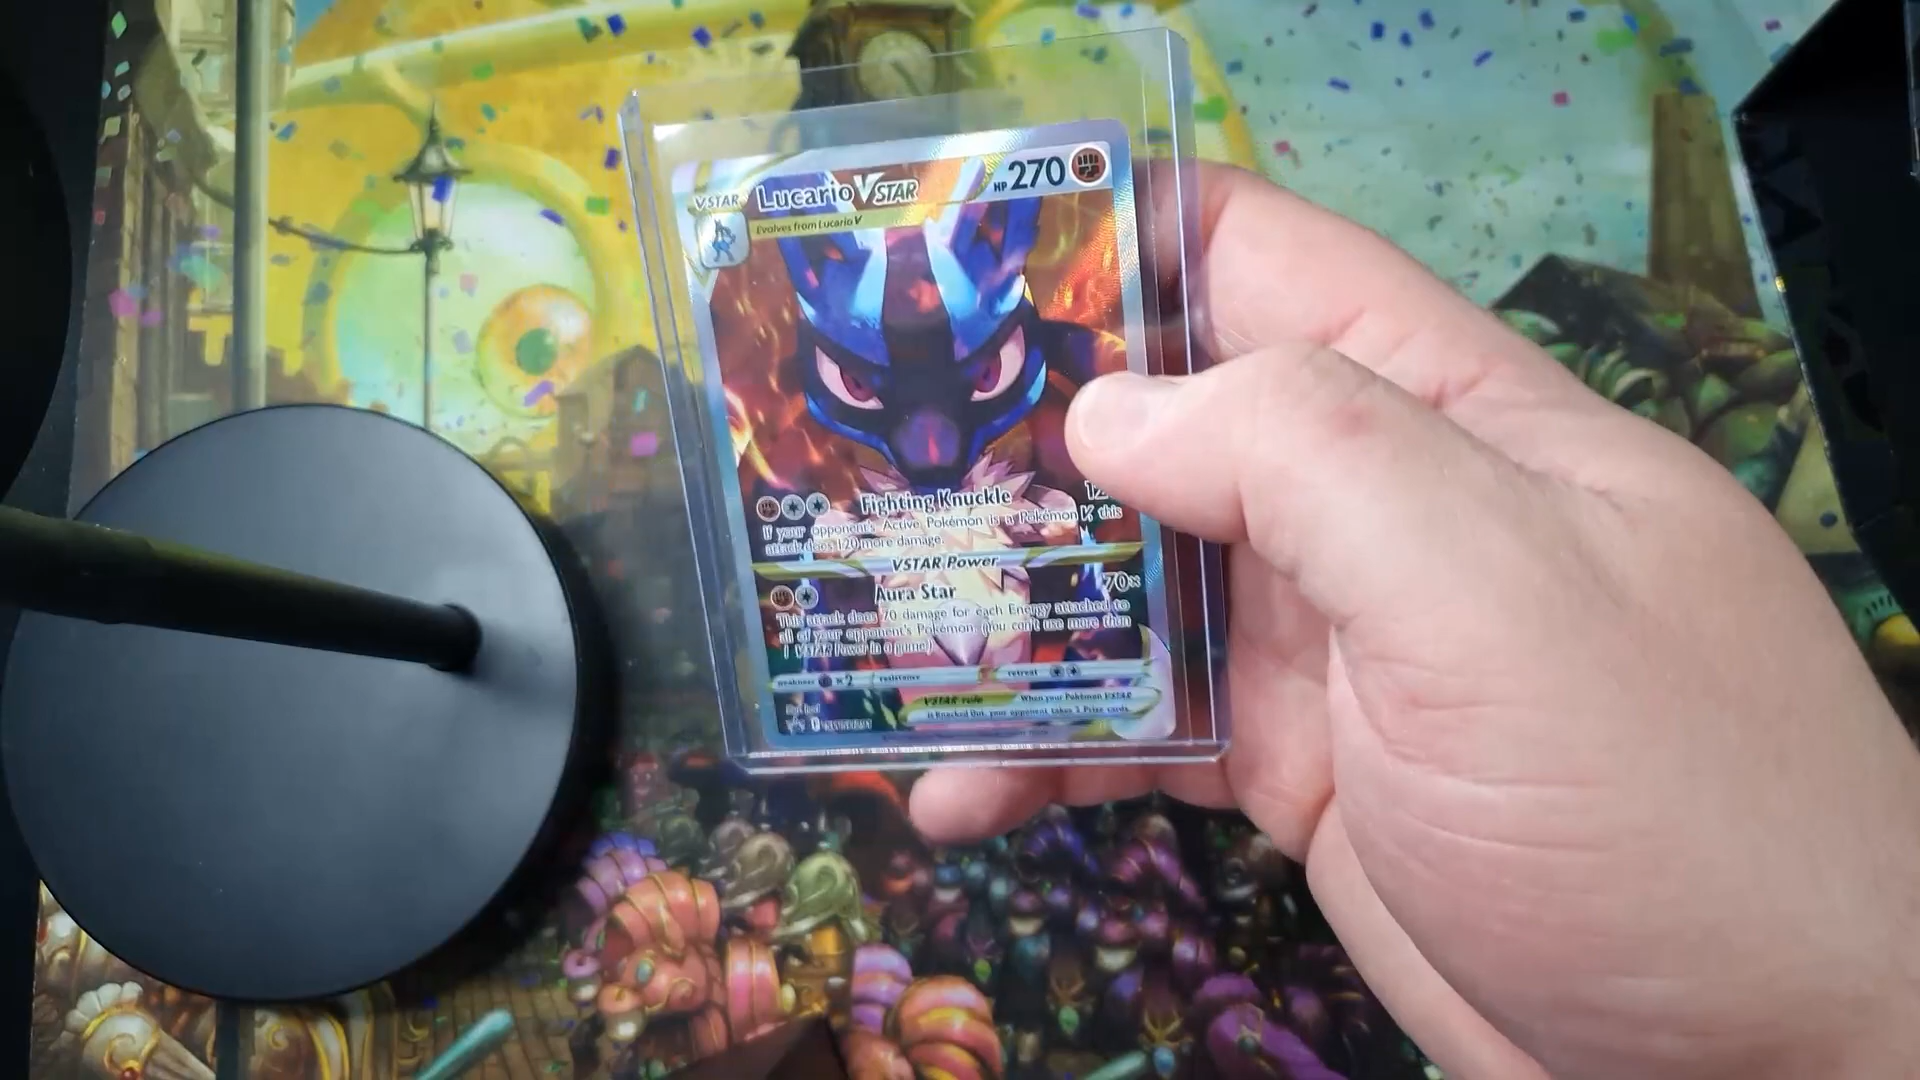 VSTAR Lucario VSTAR HP 270
Evolves from Lucario V
Fighting Knuckle 12
If your opponent's Active Pokémon is a Pokémon V, this
attack does 120 more damage.
VSTAR Power
Aura Star 70×
This attack does 70 damage for each Energy attached to
all of your opponent's Pokémon. (You can't use more than
1 VSTAR Power in a game.)
weakness ×2 resistance retreat
VSTAR rule When your Pokémon VSTAR
is Knocked Out, your opponent takes 2 Prize cards.